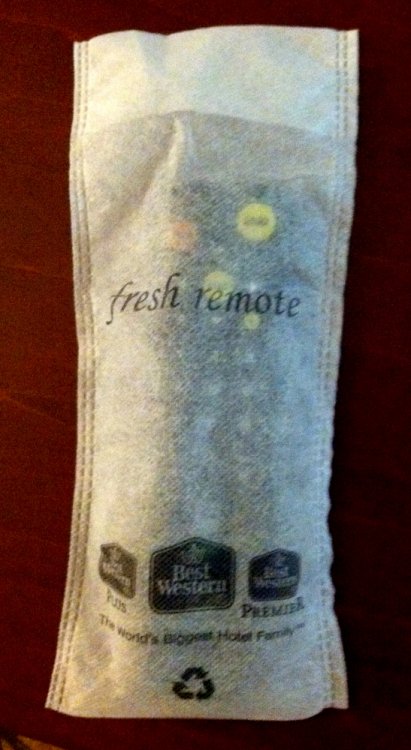 fresh remote
Best Western PLUS
Best Western
Best Western PREMIER
The World's Biggest Hotel Family